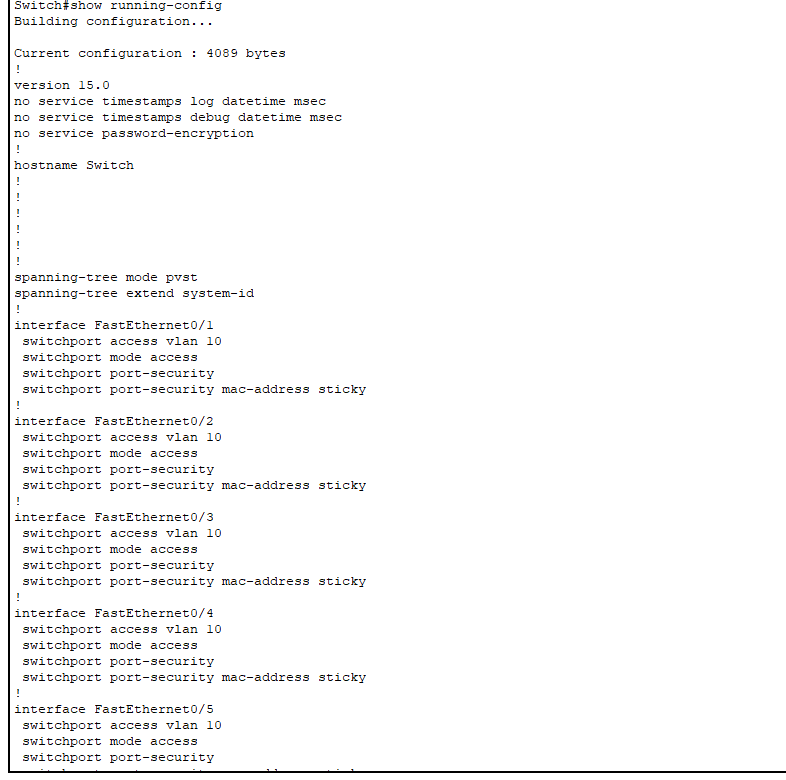 Switch#show running-config
Building configuration...
Current configuration : 4089 bytes
!
version 15.0
no service timestamps log datetime msec
no service timestamps debug datetime msec
no service password-encryption
!
hostname Switch
!
!
!
!
!
!
spanning-tree mode pvst
spanning-tree extend system-id
!
interface FastEthernet0/1
switchport access vlan 10
switchport mode access
switchport port-security
switchport port-security mac-address sticky
!
interface FastEthernet0/2
switchport access vlan 10
switchport mode access
switchport port-security
switchport port-security mac-address sticky
!
interface FastEthernet0/3
switchport access vlan 10
switchport mode access
switchport port-security
switchport port-security mac-address sticky
!
interface FastEthernet0/4
switchport access vlan 10
switchport mode access
switchport port-security
switchport port-security mac-address sticky
!
interface FastEthernet0/5
switchport access vlan 10
switchport mode access
switchport port-security